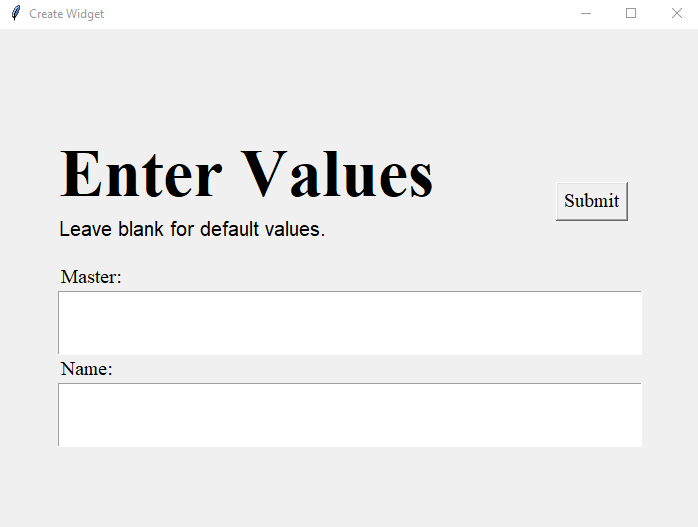 Create Widget
Enter Values
Submit
Leave blank for default values.
Master:
Name: